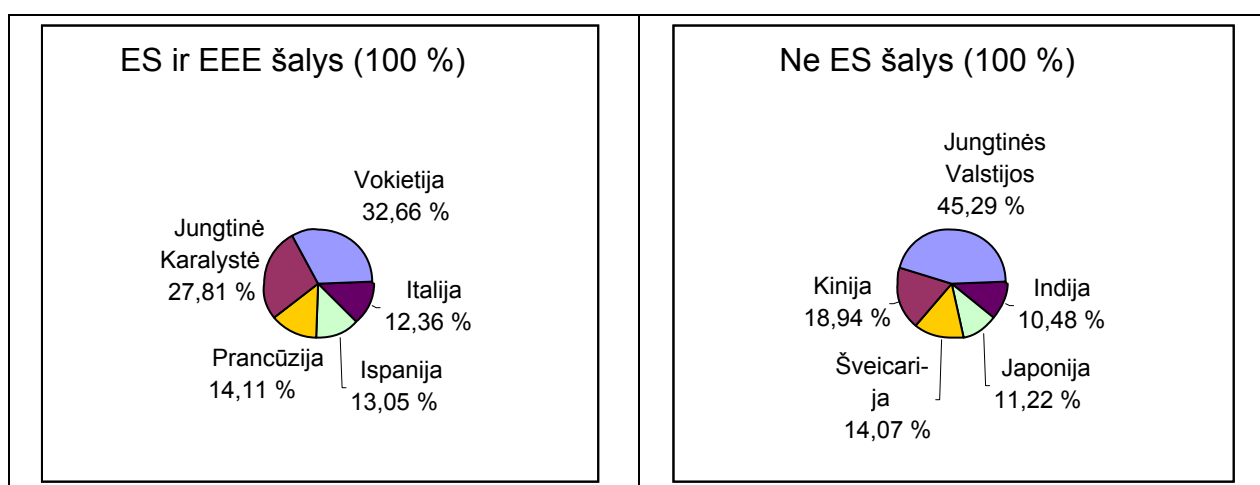 ES ir EEE šalys (100 %)
Vokietija
32,66 %
Jungtinė
Karalystė
27,81 %
Italija
12,36 %
Prancūzija
14,11 %
Ispanija
13,05 %
Ne ES šalys (100 %)
Jungtinės
Valstijos
45,29 %
Kinija
18,94 %
Indija
10,48 %
Šveicari-
ja
14,07 %
Japonija
11,22 %